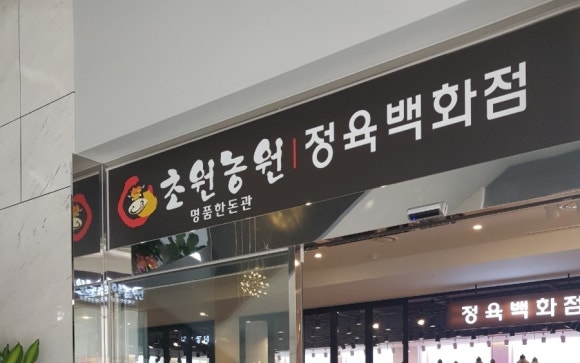 초원농원 | 정육백화점
명품한돈관
정육백화점